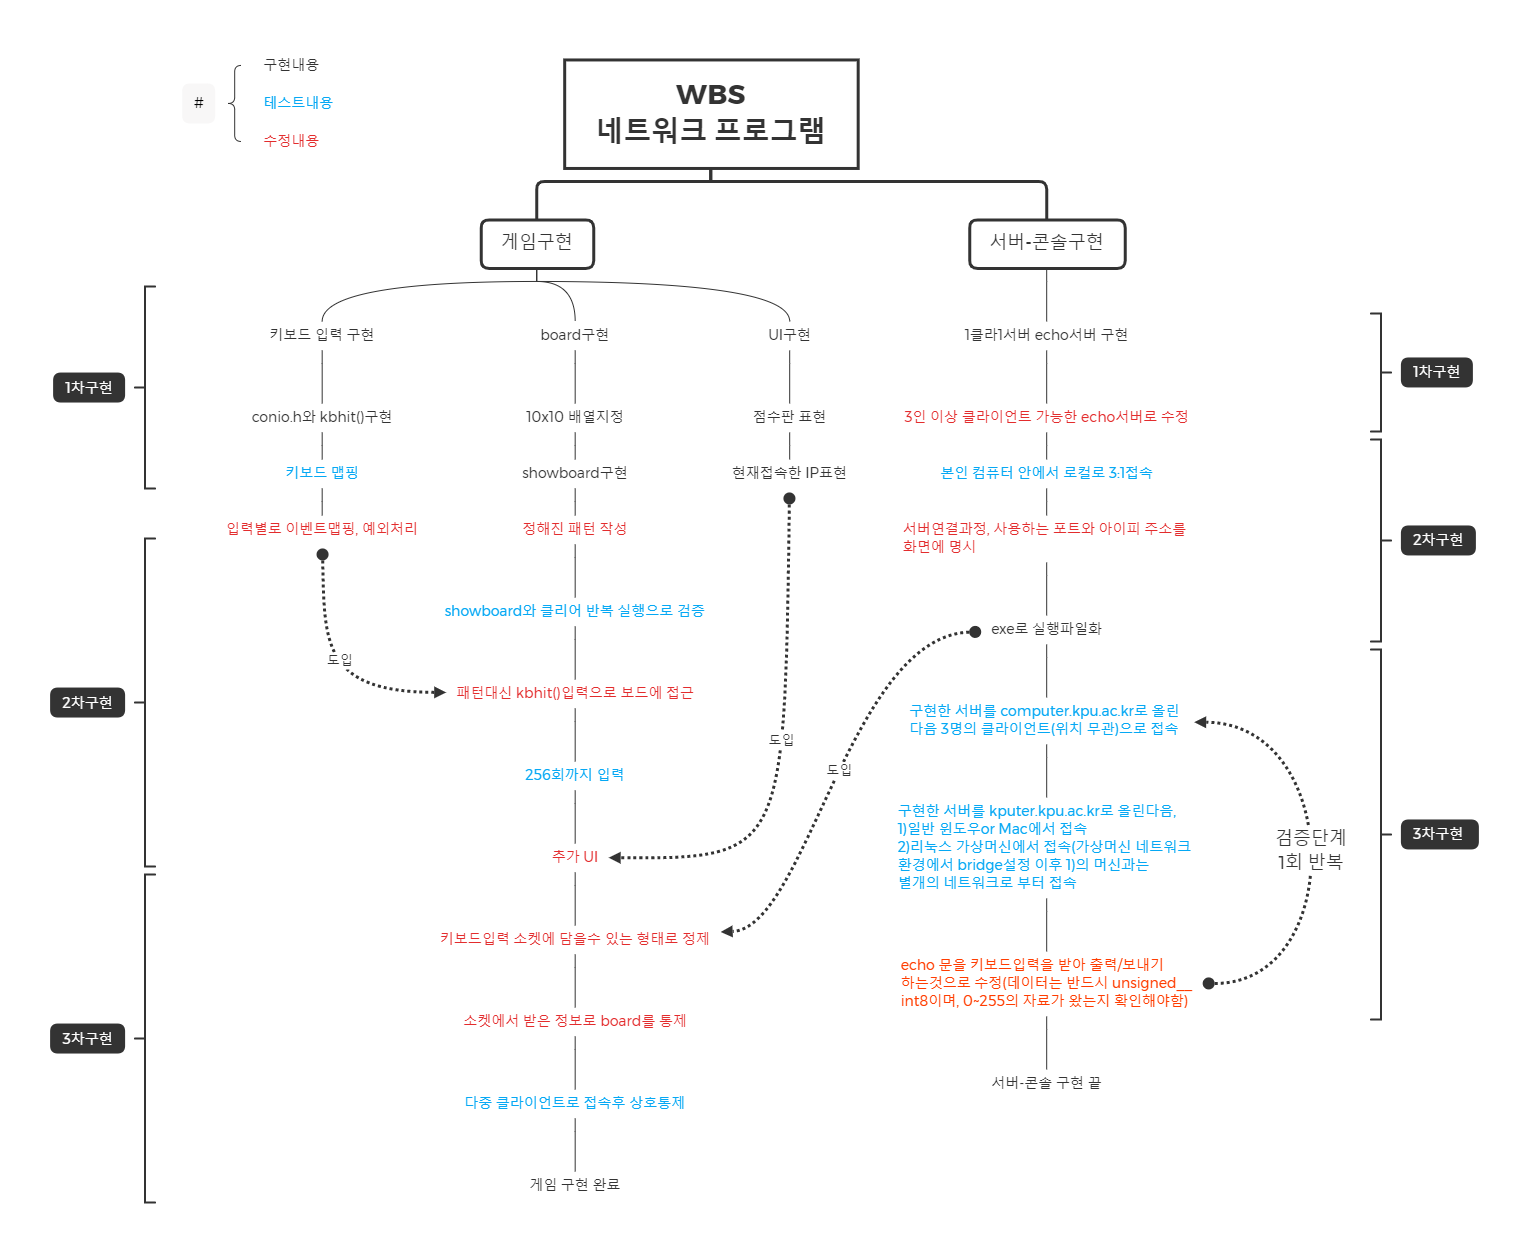 #
구현내용
테스트내용
수정내용
WBS
네트워크 프로그램
게임구현
서버-콘솔구현
1차구현
2차구현
3차구현
키보드 입력 구현
conio.h와 kbhit()구현
키보드 맵핑
입력별로 이벤트맵핑, 예외처리
도입
board구현
10x10 배열지정
showboard구현
정해진 패턴 작성
showboard와 클리어 반복 실행으로 검증
패턴대신 kbhit()입력으로 보드에 접근
256회까지 입력
추가 UI
키보드입력 소켓에 담을수 있는 형태로 정제
소켓에서 받은 정보로 board를 통제
다중 클라이언트로 접속후 상호통제
게임 구현 완료
UI구현
점수판 표현
현재접속한 IP표현
도입
도입
1클라1서버 echo서버 구현
3인 이상 클라이언트 가능한 echo서버로 수정
본인 컴퓨터 안에서 로컬로 3:1접속
서버연결과정, 사용하는 포트와 아이피 주소를
화면에 명시
exe로 실행파일화
구현한 서버를 computer.kpu.ac.kr로 올린
다음 3명의 클라이언트(위치 무관)으로 접속
구현한 서버를 kputer.kpu.ac.kr로 올린다음,
1)일반 윈도우or Mac에서 접속
2)리눅스 가상머신에서 접속(가상머신 네트워크
환경에서 bridge설정 이후 1)의 머신과는
별개의 네트워크로 부터 접속
echo 문을 키보드입력을 받아 출력/보내기
하는것으로 수정(데이터는 반드시 unsigned__
int8이며, 0~255의 자료가 왔는지 확인해야함)
서버-콘솔 구현 끝
검증단계
1회 반복
1차구현
2차구현
3차구현